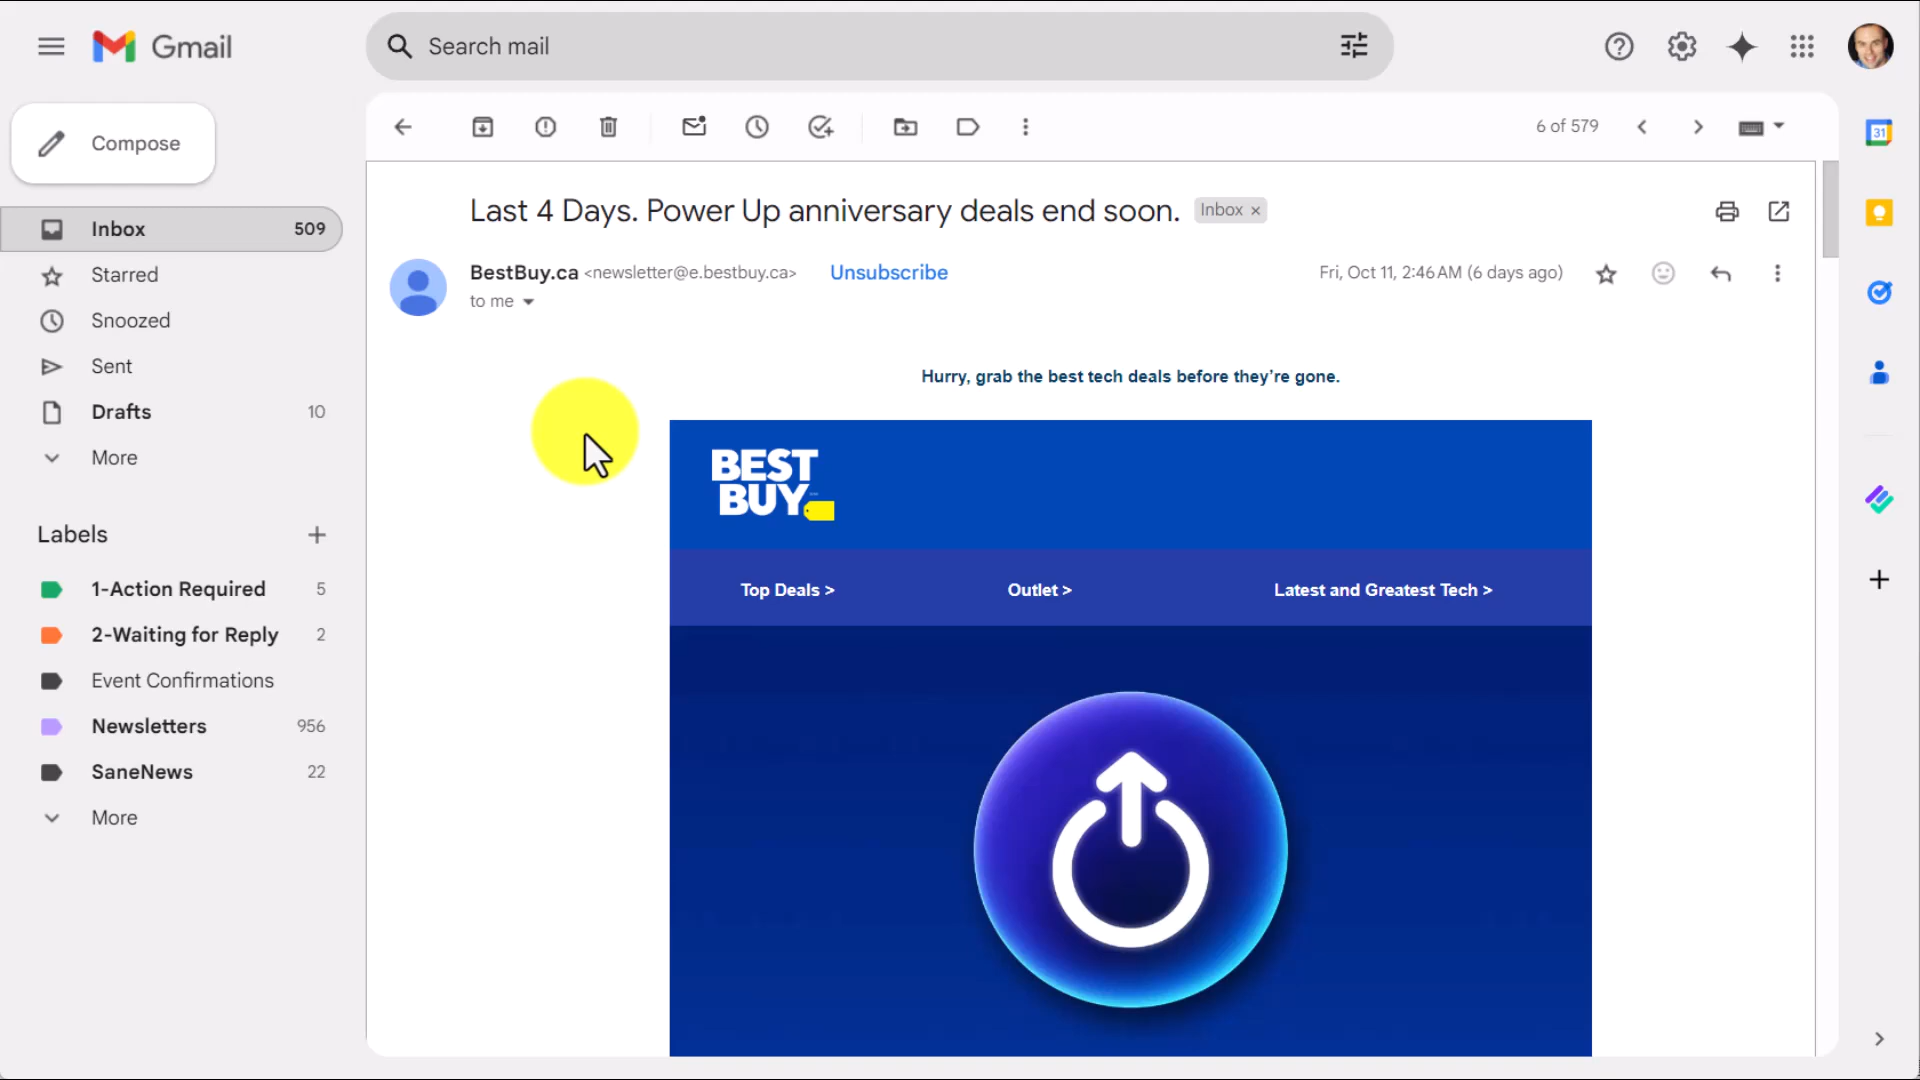 Gmail
Search mail
Compose
6 of 579
31
Inbox 509
Starred
Snoozed
Sent
Drafts 10
More
Labels
1-Action Required 5
2-Waiting for Reply 2
Event Confirmations
Newsletters 956
SaneNews 22
More
Last 4 Days. Power Up anniversary deals end soon. Inbox ×
BestBuy.ca <newsletter@e.bestbuy.ca> Unsubscribe Fri, Oct 11, 2:46 AM (6 days ago)
to me
Hurry, grab the best tech deals before they’re gone.
BEST
BUY
Top Deals > Outlet > Latest and Greatest Tech >